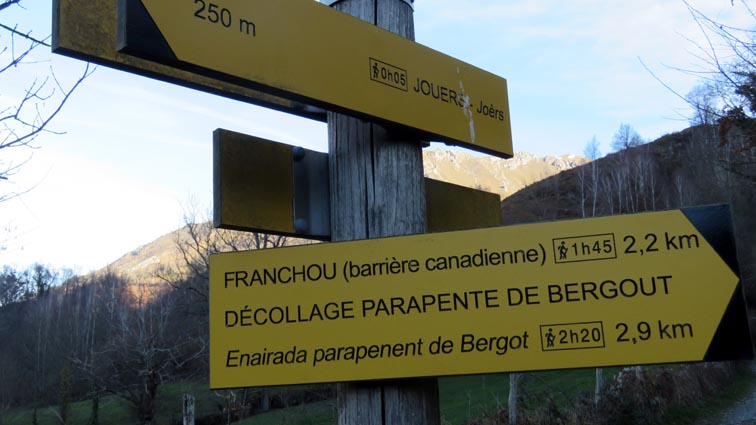 250 m
0h05 JOUERS - Joèrs
FRANCHOU (barrière canadienne) 1h45 2,2 km
DÉCOLLAGE PARAPENTE DE BERGOUT
Enairada parapenent de Bergot 2h20 2,9 km